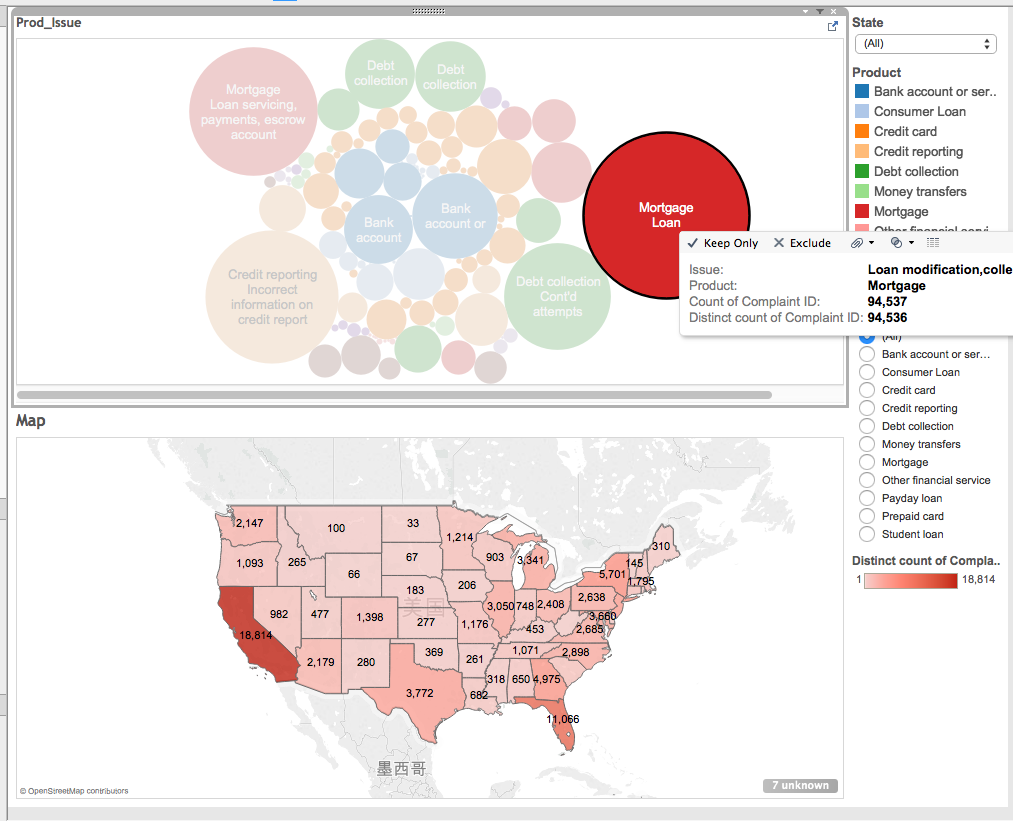 Prod_Issue
Mortgage
Loan servicing,
payments, escrow
account
Debt
collection
Debt
collection
Bank
account
Bank
account or
Credit reporting
Incorrect
information on
credit report
Debt collection
Cont'd
attempts
Mortgage
Loan
State
(All)
Product
Bank account or ser..
Consumer Loan
Credit card
Credit reporting
Debt collection
Money transfers
Mortgage
Keep Only Exclude
Issue: Loan modification,colle
Product: Mortgage
Count of Complaint ID: 94,537
Distinct count of Complaint ID: 94,536
(All)
Bank account or ser...
Consumer Loan
Credit card
Credit reporting
Debt collection
Money transfers
Mortgage
Other financial service
Payday loan
Prepaid card
Student loan
Distinct count of Compla..
1 18,814
Map
2,147
100
33
1,214
1,093
265
67
903
3,341
310
66
206
5,701
145
1,795
183
982
477
1,398
277
1,176
3,050
748
2,408
2,638
3,660
18,814
美国
453
2,685
2,179
280
369
261
1,071
2,898
3,772
682
318
650
4,975
11,066
墨西哥
7 unknown
© OpenStreetMap contributors